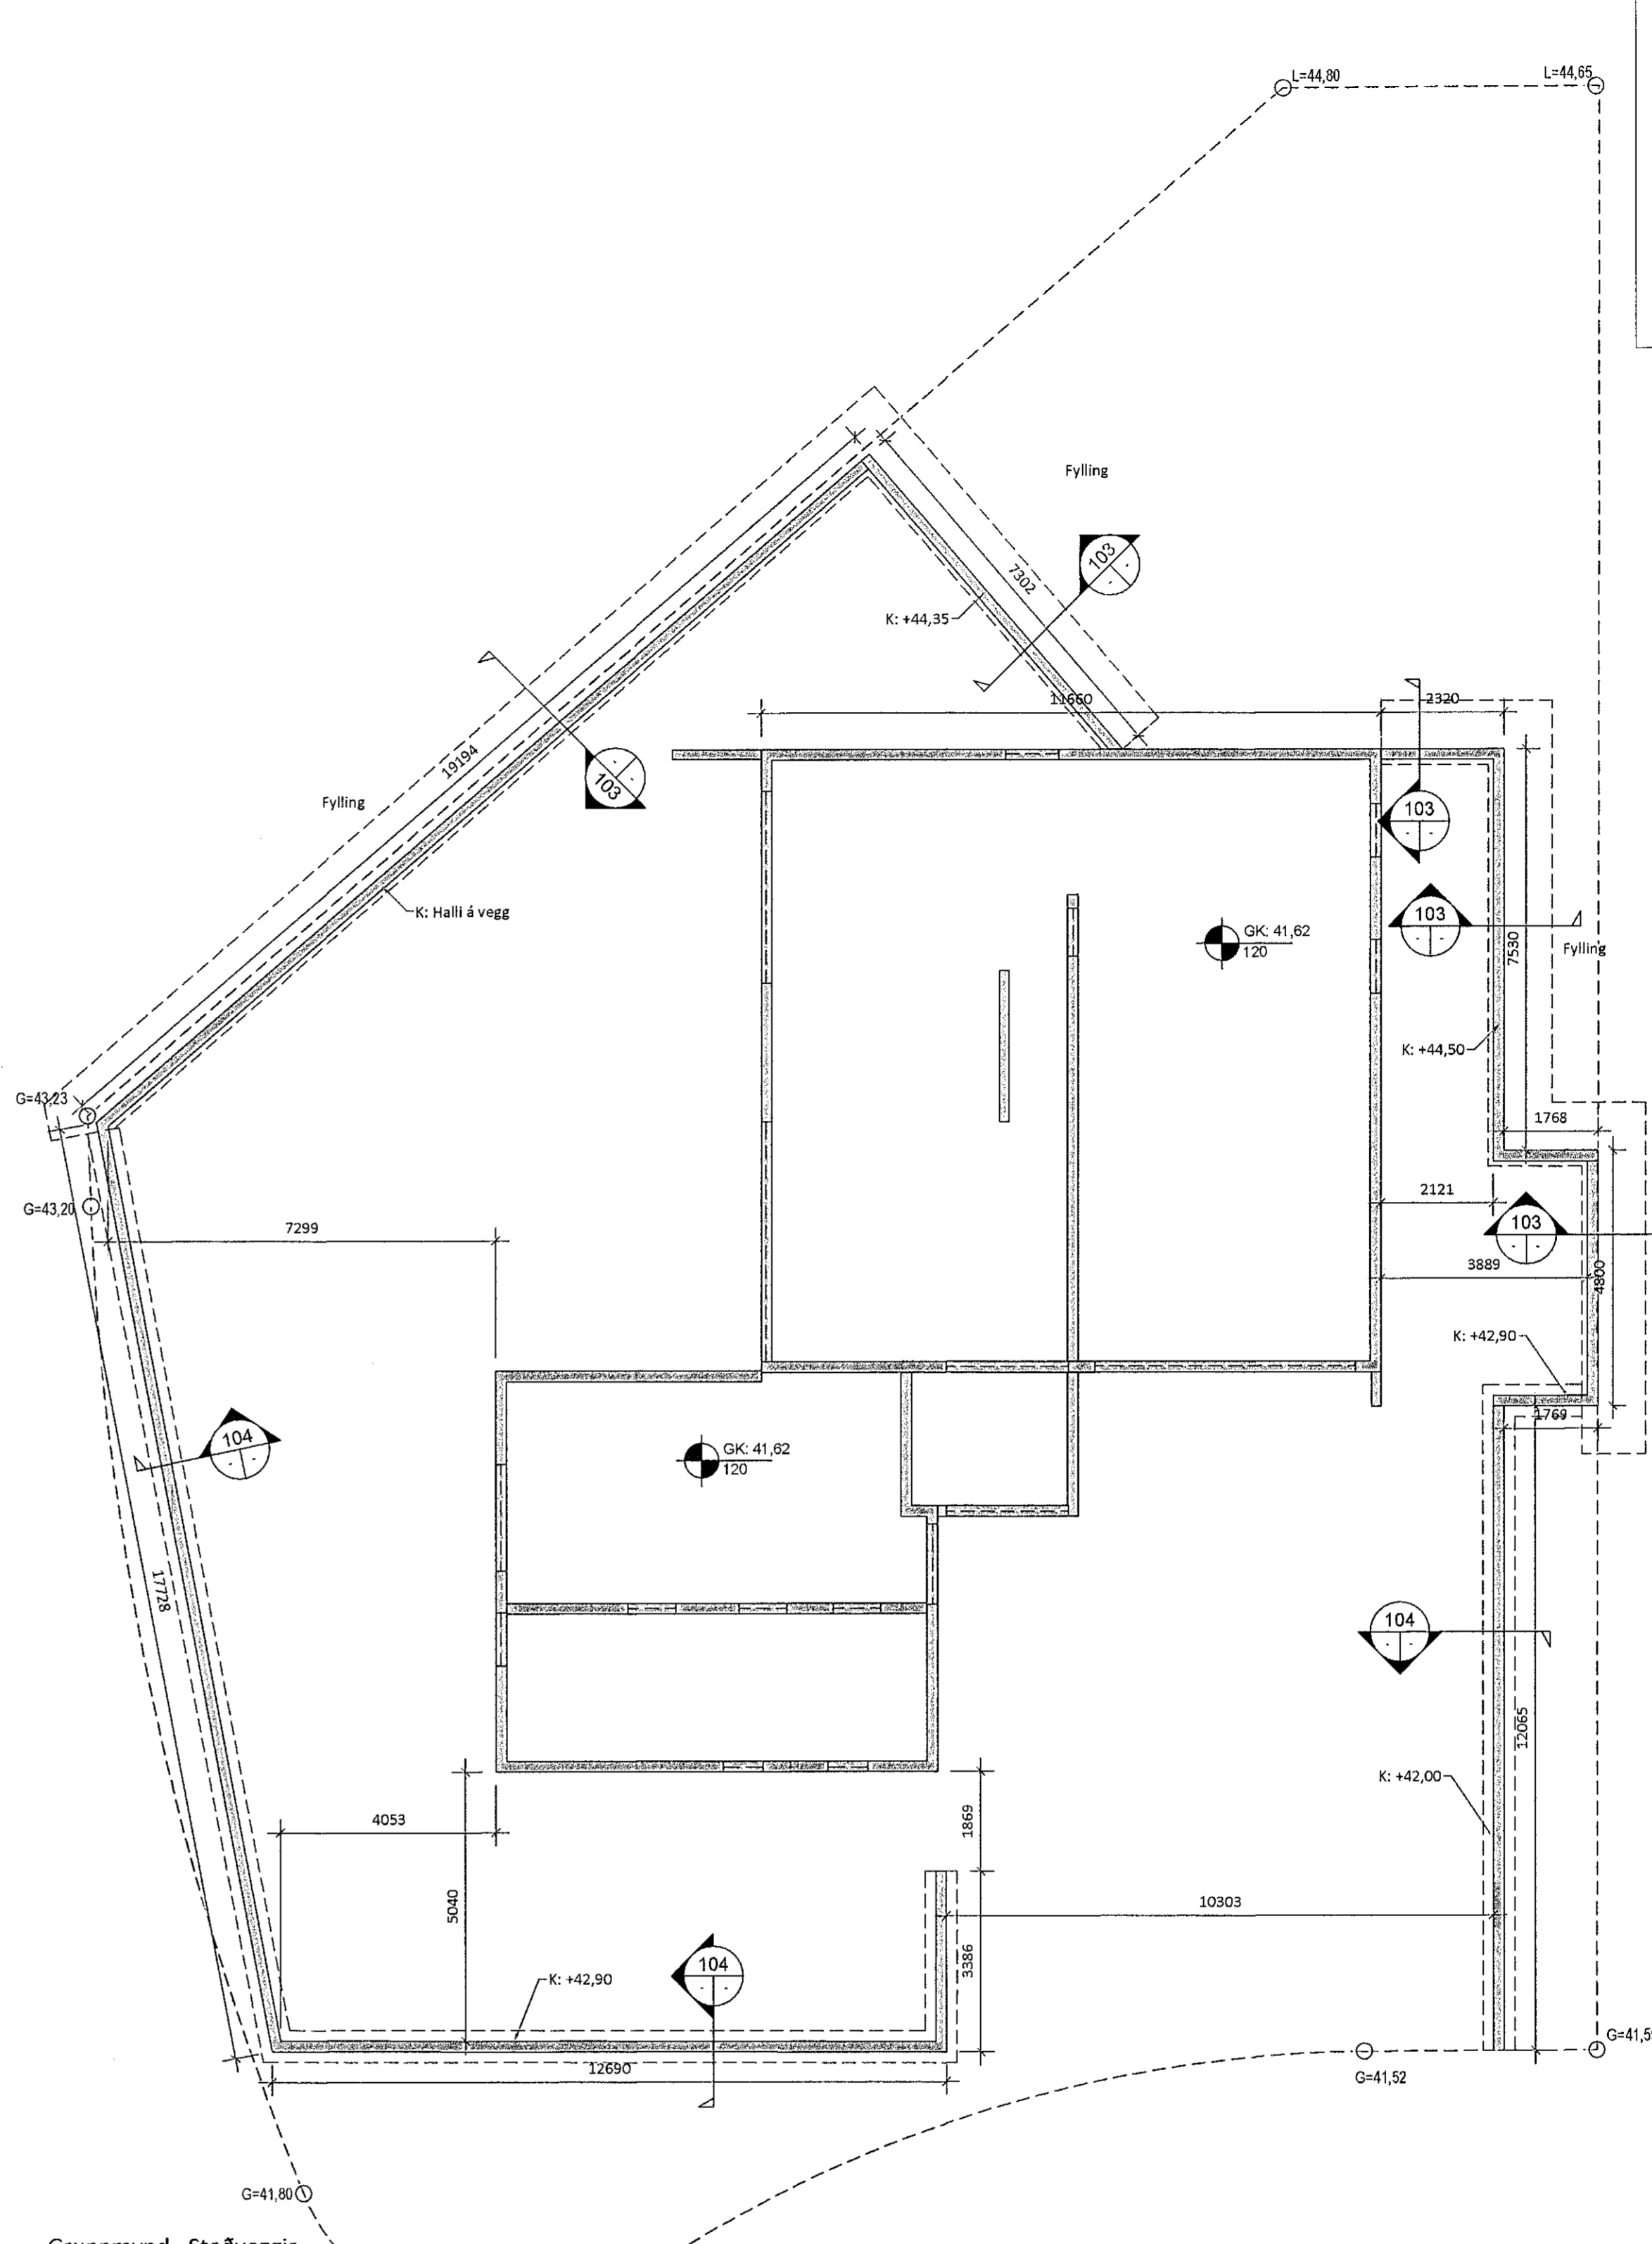 L=44,80
L=44,65
Fylling
103
7302
K: +44,35
11660
2320
19194
103
Fylling
103
K: Halli á vegg
103
GK: 41,62
120
7530
Fylling
K: +44,50
G=43,23
1768
2121
G=43,20
7299
103
3889
4800
K: +42,90
1769
104
GK: 41,62
120
17728
104
12065
K: +42,00
4053
1869
5040
10303
3386
104
K: +42,90
12690
G=41,52
G=41,80